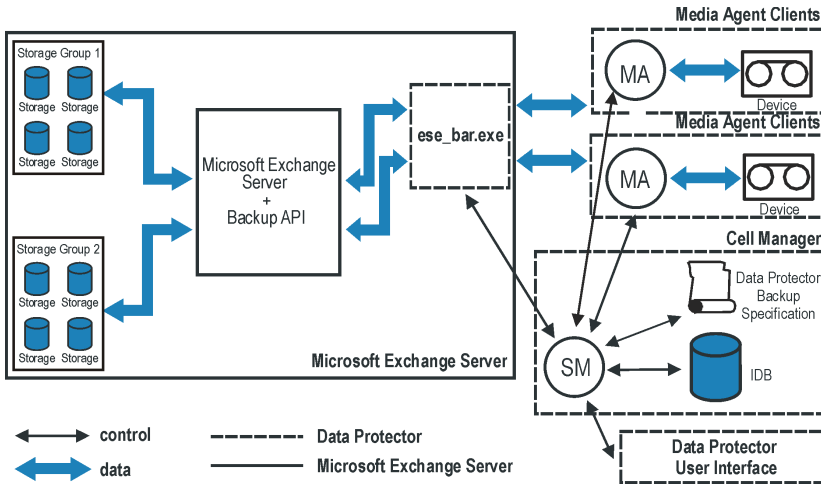 Media Agent Clients
Storage Group 1
Storage Storage
Storage Storage
MA
Device
Media Agent Clients
ese_bar.exe
Microsoft Exchange
Server
+
Backup API
MA
Device
Cell Manager
Storage Group 2
Storage Storage
Storage Storage
Data Protector
Backup
Specification
SM
IDB
Microsoft Exchange Server
control
data
Data Protector
Microsoft Exchange Server
Data Protector
User Interface